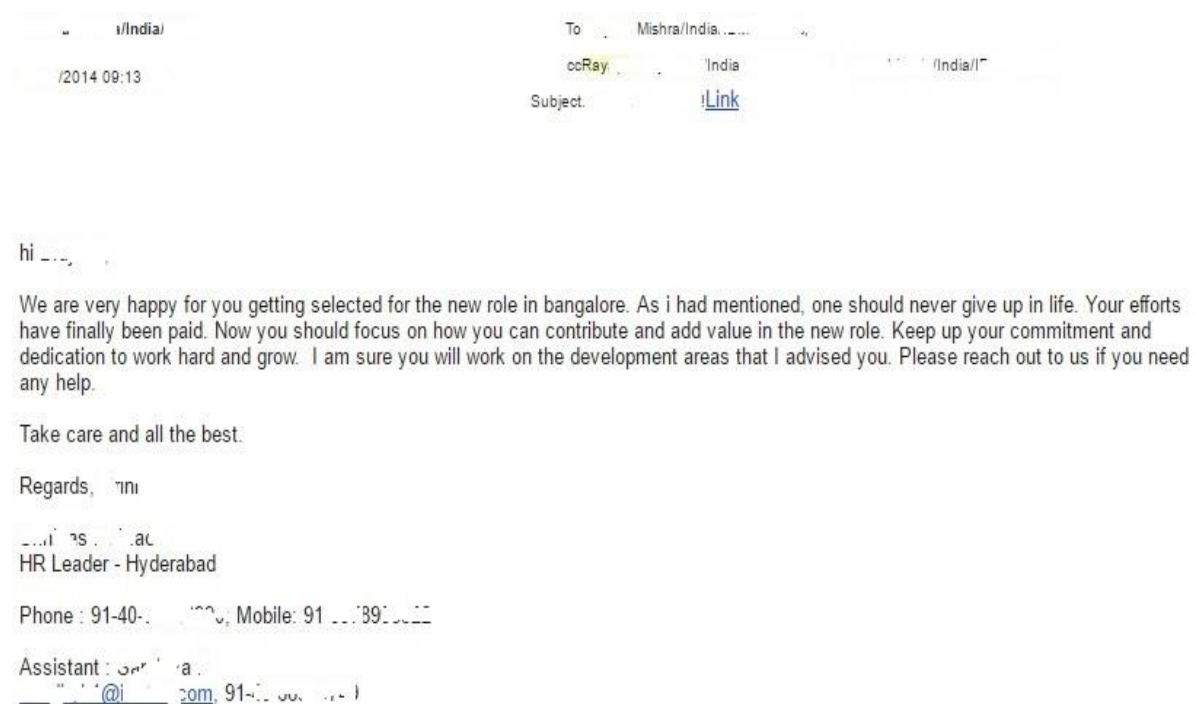 /India/
To Mishra/India
/2014 09:13
ccRay 'India /India/I
Subject. !Link
hi
We are very happy for you getting selected for the new role in bangalore. As i had mentioned, one should never give up in life. Your efforts
have finally been paid. Now you should focus on how you can contribute and add value in the new role. Keep up your commitment and
dedication to work hard and grow. I am sure you will work on the development areas that I advised you. Please reach out to us if you need
any help.
Take care and all the best.
Regards,
HR Leader - Hyderabad
Phone : 91-40- ; Mobile: 91
Assistant :
@i com, 91-